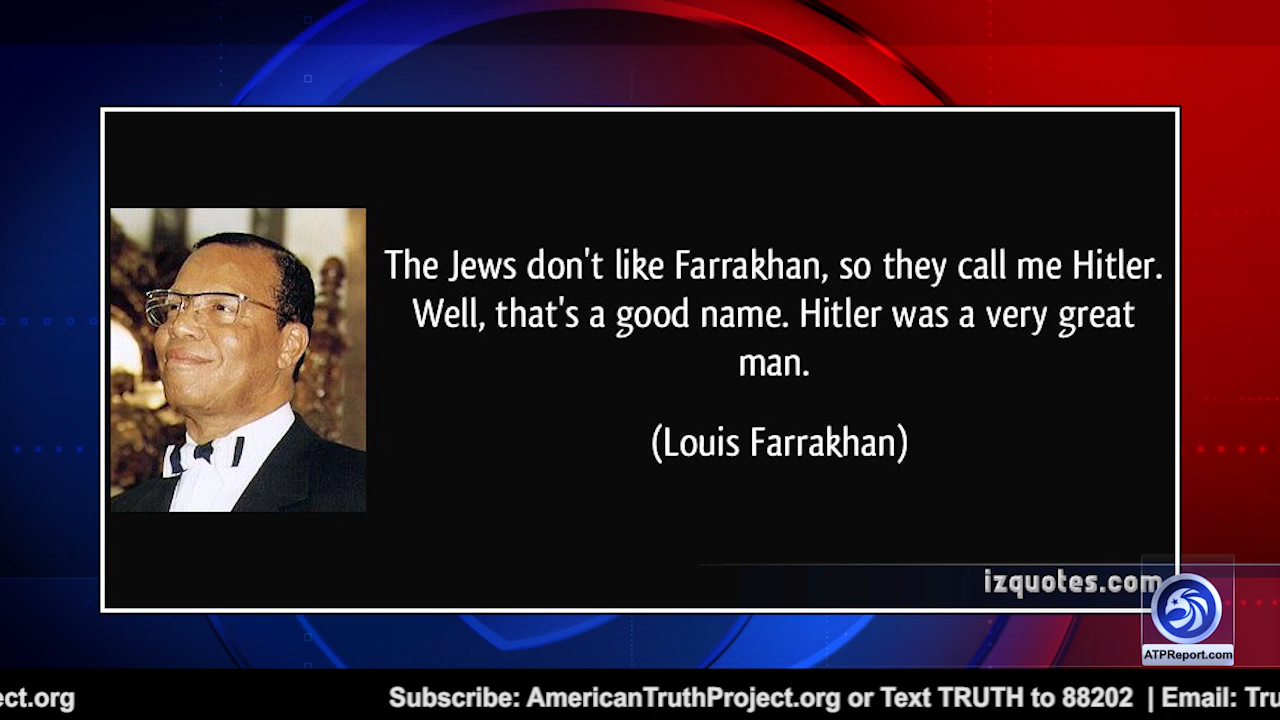 The Jews don't like Farrakhan, so they call me Hitler.
Well, that's a good name. Hitler was a very great
man.
(Louis Farrakhan)
izquotes.com
ATPReport.com
ect.org Subscribe: AmericanTruthProject.org or Text TRUTH to 88202 | Email: Tru